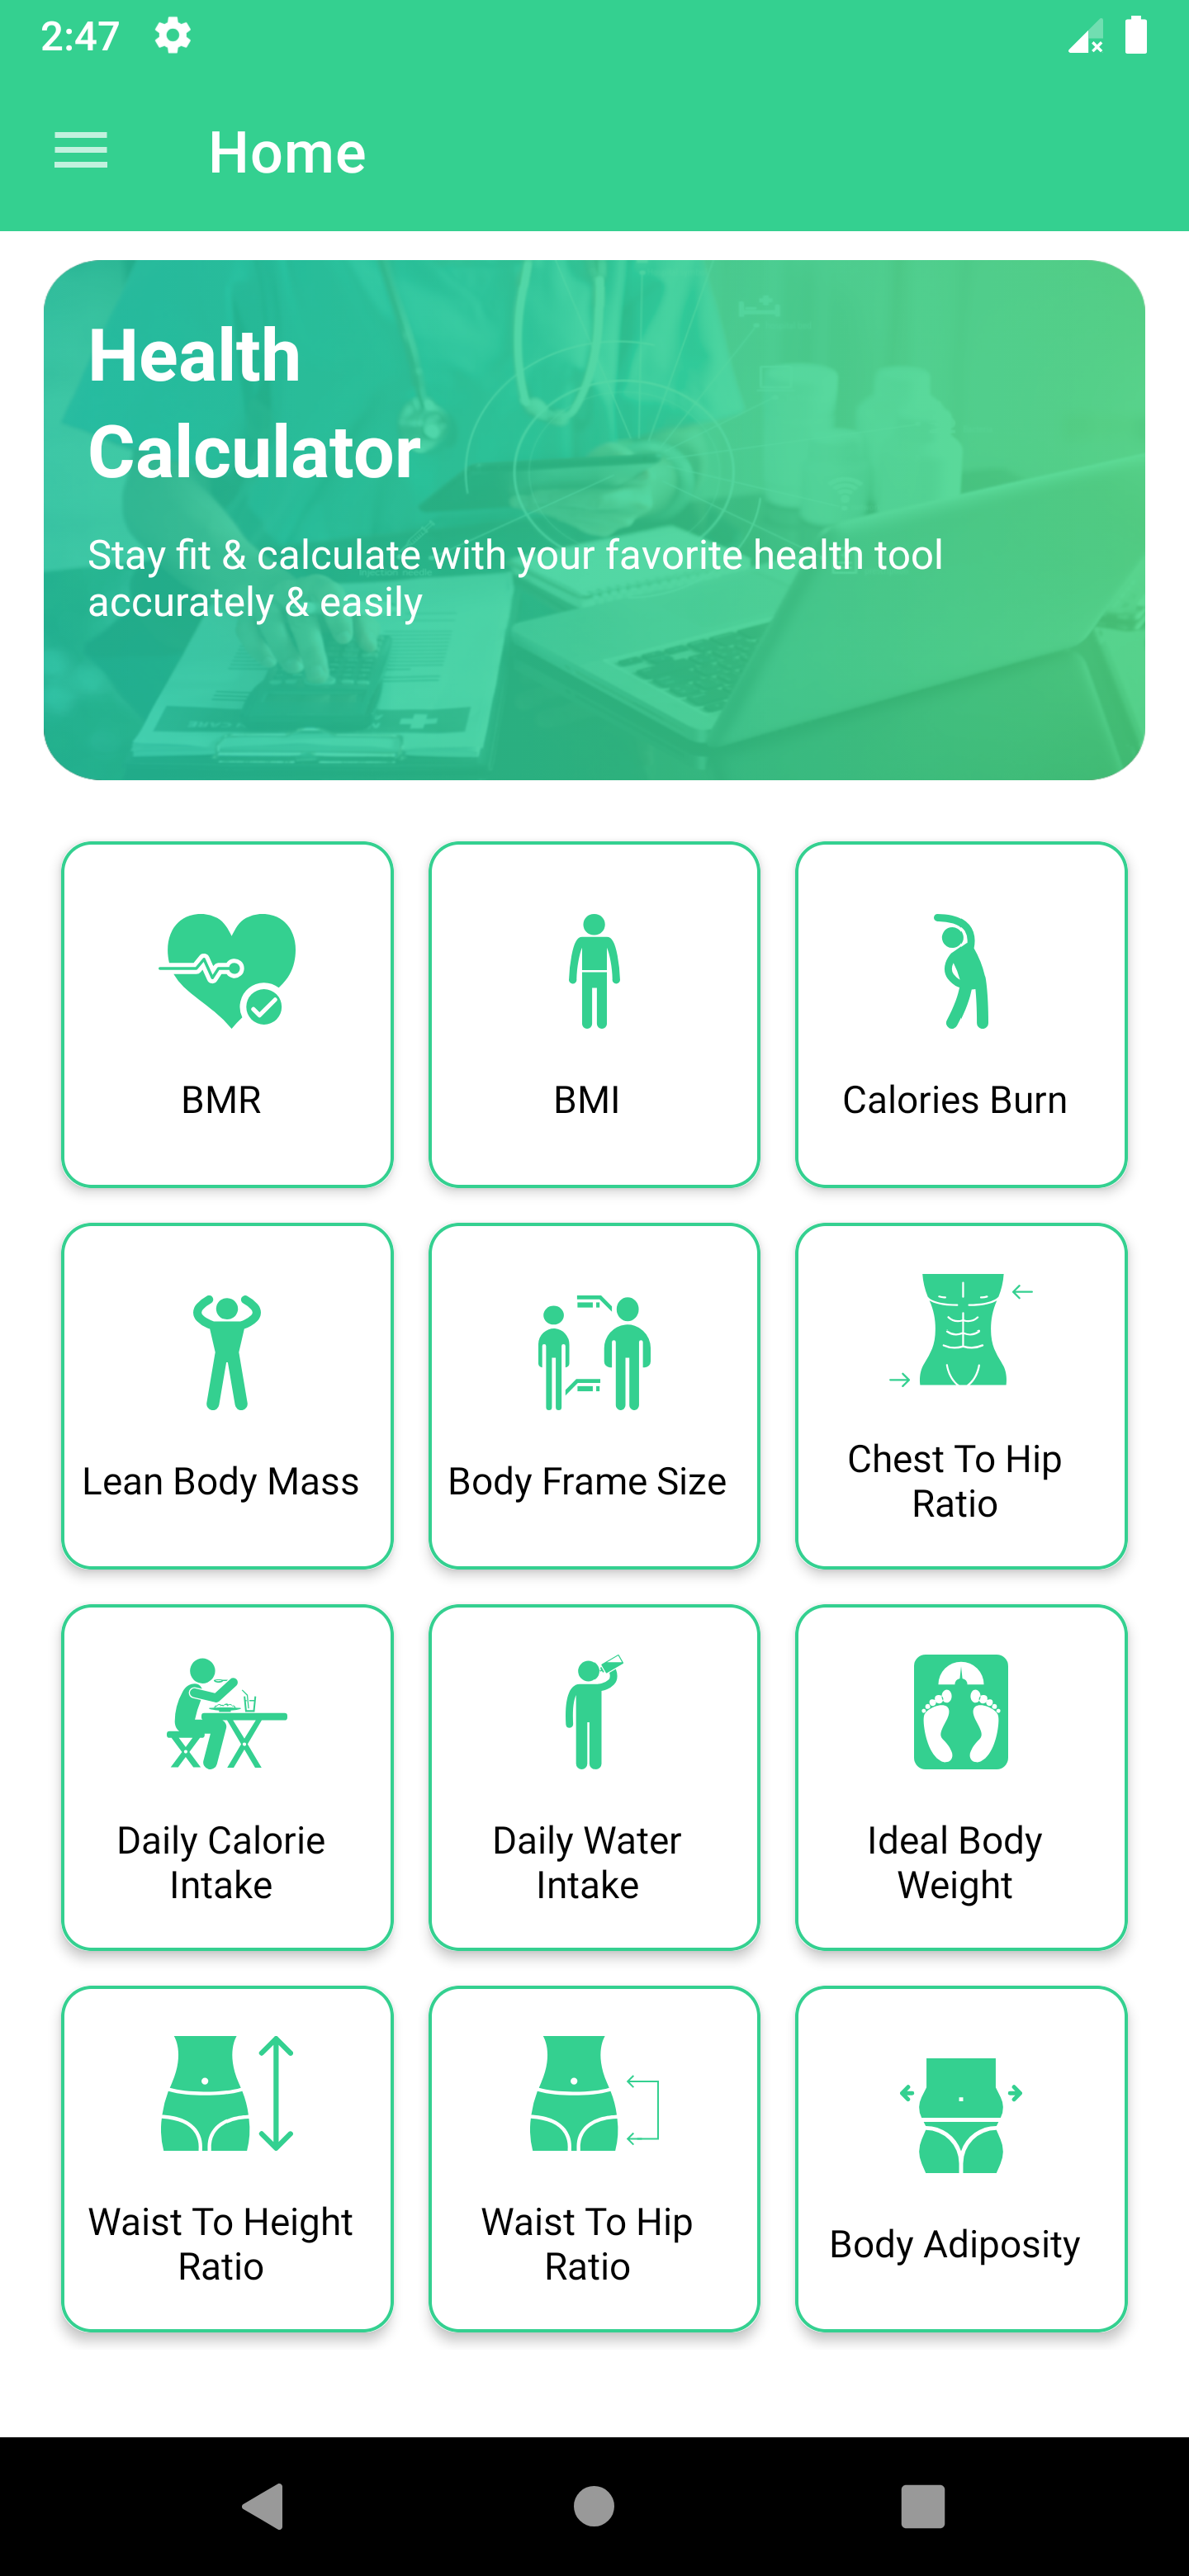 2:47
Home
Health
Calculator
Stay fit & calculate with your favorite health tool
accurately & easily
BMR
BMI
Calories Burn
Lean Body Mass
Body Frame Size
Chest To Hip
Ratio
Daily Calorie
Intake
Daily Water
Intake
Ideal Body
Weight
Waist To Height
Ratio
Waist To Hip
Ratio
Body Adiposity